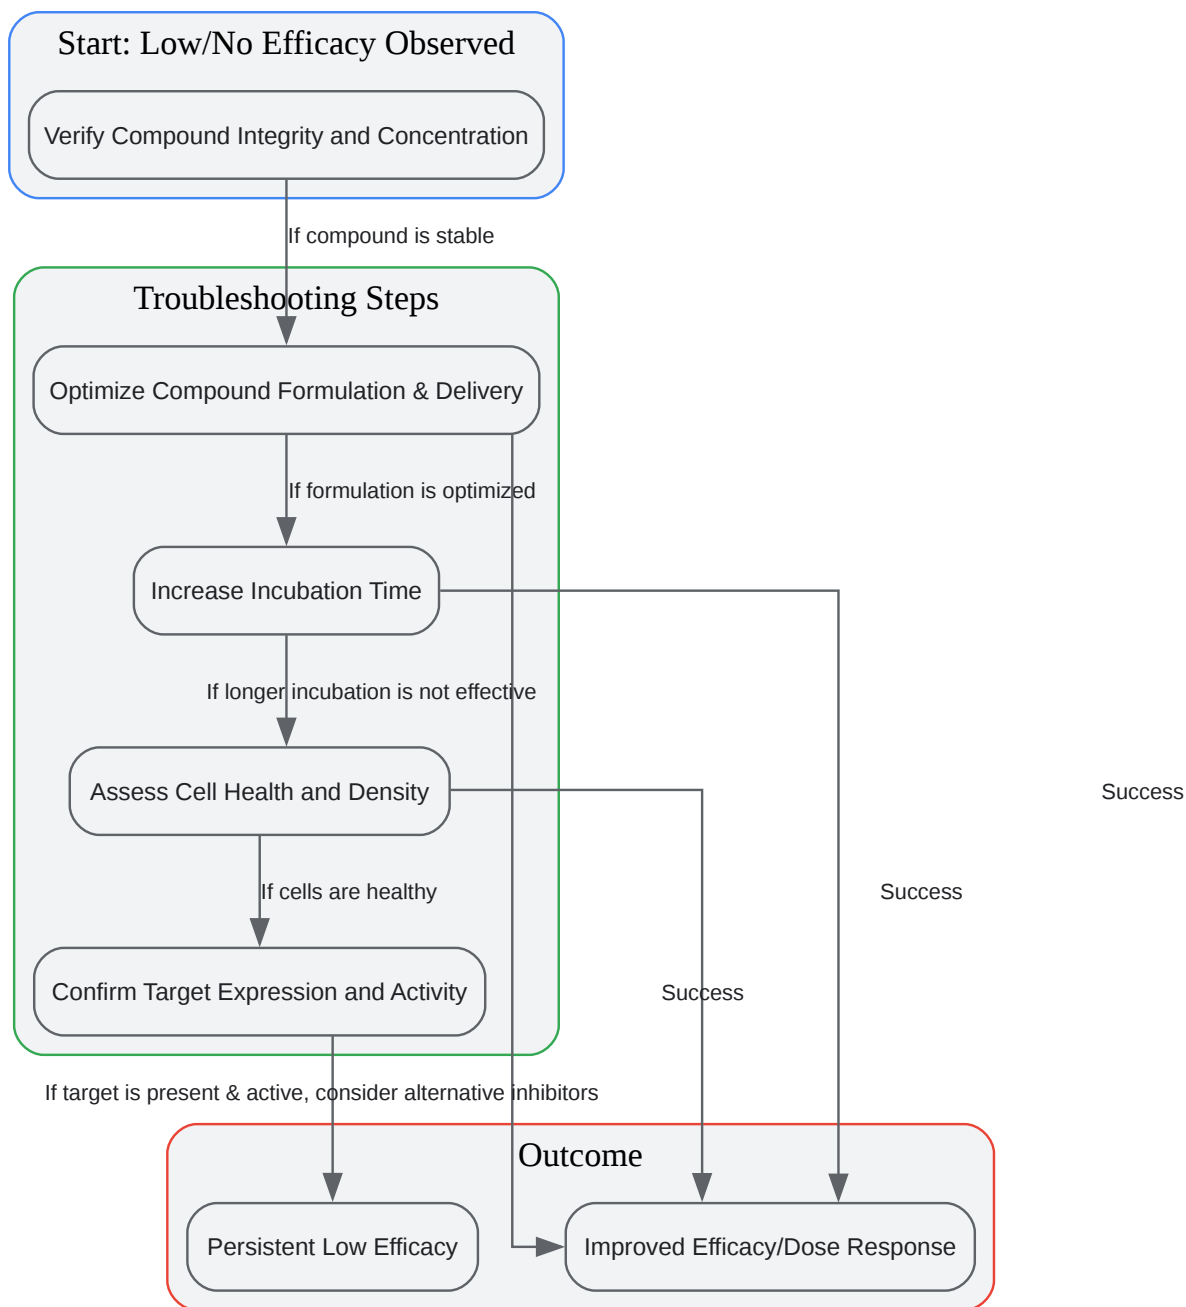 Start: Low/No Efficacy Observed
Verify Compound Integrity and Concentration
If compound is stable
Troubleshooting Steps
Optimize Compound Formulation & Delivery
If formulation is optimized
Increase Incubation Time
If longer incubation is not effective
Assess Cell Health and Density
Success
If cells are healthy
Success
Confirm Target Expression and Activity
Success
If target is present & active, consider alternative inhibitors
Outcome
Persistent Low Efficacy
Improved Efficacy/Dose Response